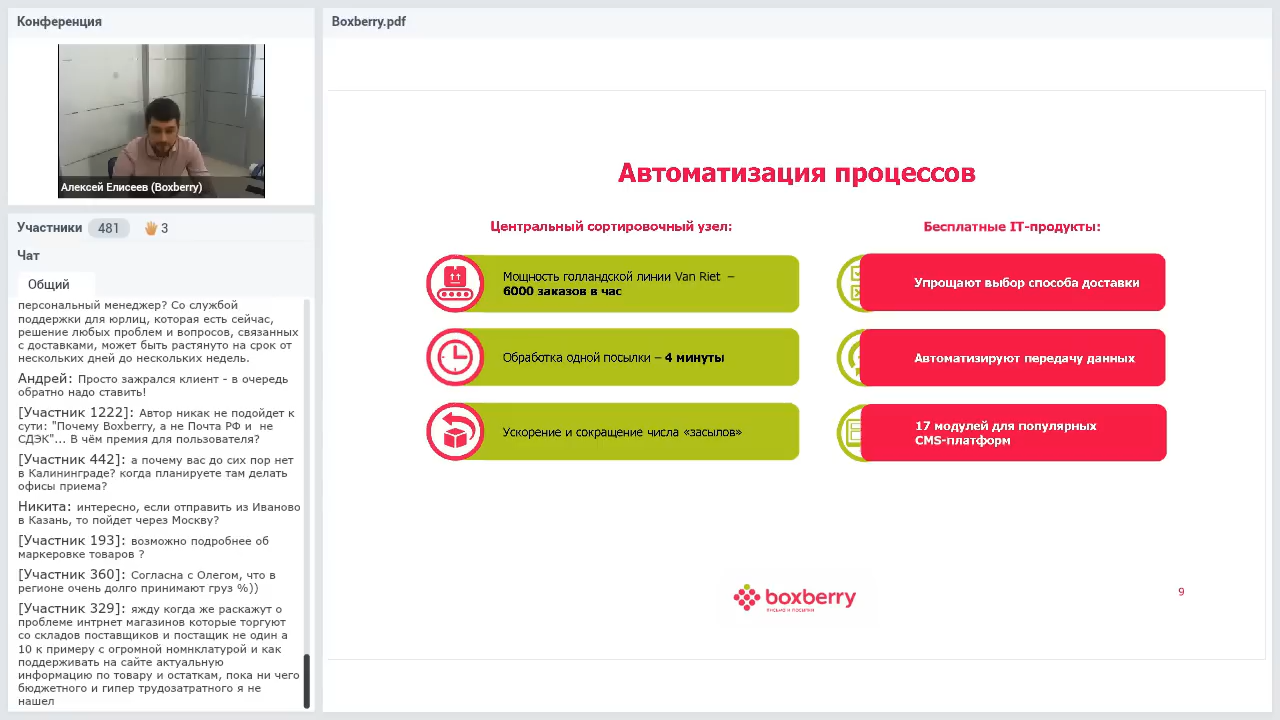 Конференция
Алексей Елисеев (Boxberry)
Участники 481 3
Чат
Общий
персональный менеджер? Со службой
поддержки для юрлиц, которая есть сейчас,
решение любых проблем и вопросов, связанных
с доставками, может быть растянуто на срок от
нескольких дней до нескольких недель.
Андрей: Просто зажрался клиент - в очередь
обратно надо ставить!
[Участник 1222]: Автор никак не подойдет к
сути: "Почему Boxberry, а не Почта РФ и не
СДЭК"... В чём премия для пользователя?
[Участник 442]: а почему вас до сих пор нет
в Калининграде? когда планируете там делать
офисы приема?
Никита: интересно, если отправить из Иваново
в Казань, то пойдет через Москву?
[Участник 193]: возможно подробнее об
маркеровке товаров ?
[Участник 360]: Согласна с Олегом, что в
регионе очень долго принимают груз %))
[Участник 329]: яжду когда же раскажут о
проблеме интрнет магазинов которые торгуют
со складов поставщиков и постащик не один а
10 к примеру с огромной номнклатурой и как
поддерживать на сайте актуальную
информацию по товару и остаткам, пока ни чего
бюджетного и гипер трудозатратного я не
нашел
Boxberry.pdf
Автоматизация процессов
Центральный сортировочный узел:
Мощность голландской линии Van Riet –
6000 заказов в час
Обработка одной посылки – 4 минуты
Ускорение и сокращение числа «засылов»
Бесплатные IT-продукты:
Упрощают выбор способа доставки
Автоматизируют передачу данных
17 модулей для популярных
CMS-платформ
boxberry
письма и посылки
9